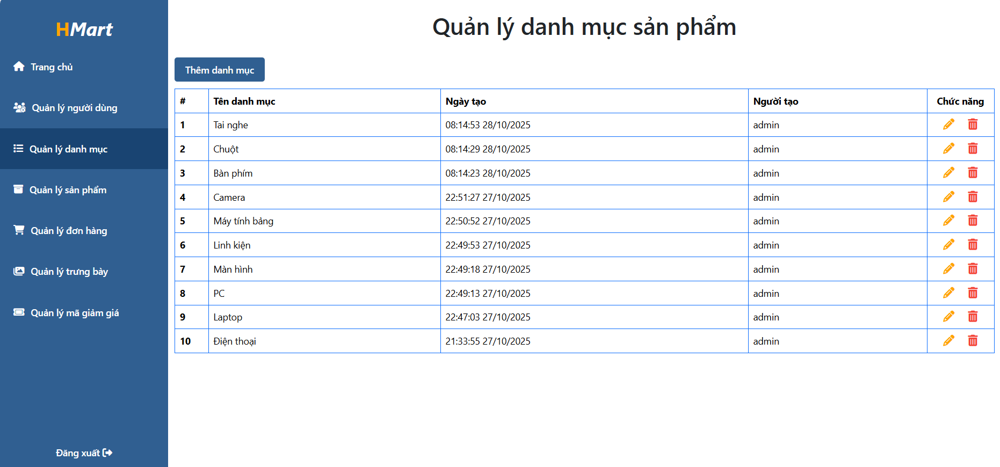 HMart
Trang chủ
Quản lý người dùng
Quản lý danh mục
Quản lý sản phẩm
Quản lý đơn hàng
Quản lý trưng bày
Quản lý mã giảm giá
Đăng xuất
Quản lý danh mục sản phẩm
Thêm danh mục
# Tên danh mục Ngày tạo Người tạo Chức năng
1 Tai nghe 08:14:53 28/10/2025 admin
2 Chuột 08:14:29 28/10/2025 admin
3 Bàn phím 08:14:23 28/10/2025 admin
4 Camera 22:51:27 27/10/2025 admin
5 Máy tính bảng 22:50:52 27/10/2025 admin
6 Linh kiện 22:49:53 27/10/2025 admin
7 Màn hình 22:49:18 27/10/2025 admin
8 PC 22:49:13 27/10/2025 admin
9 Laptop 22:47:03 27/10/2025 admin
10 Điện thoại 21:33:55 27/10/2025 admin